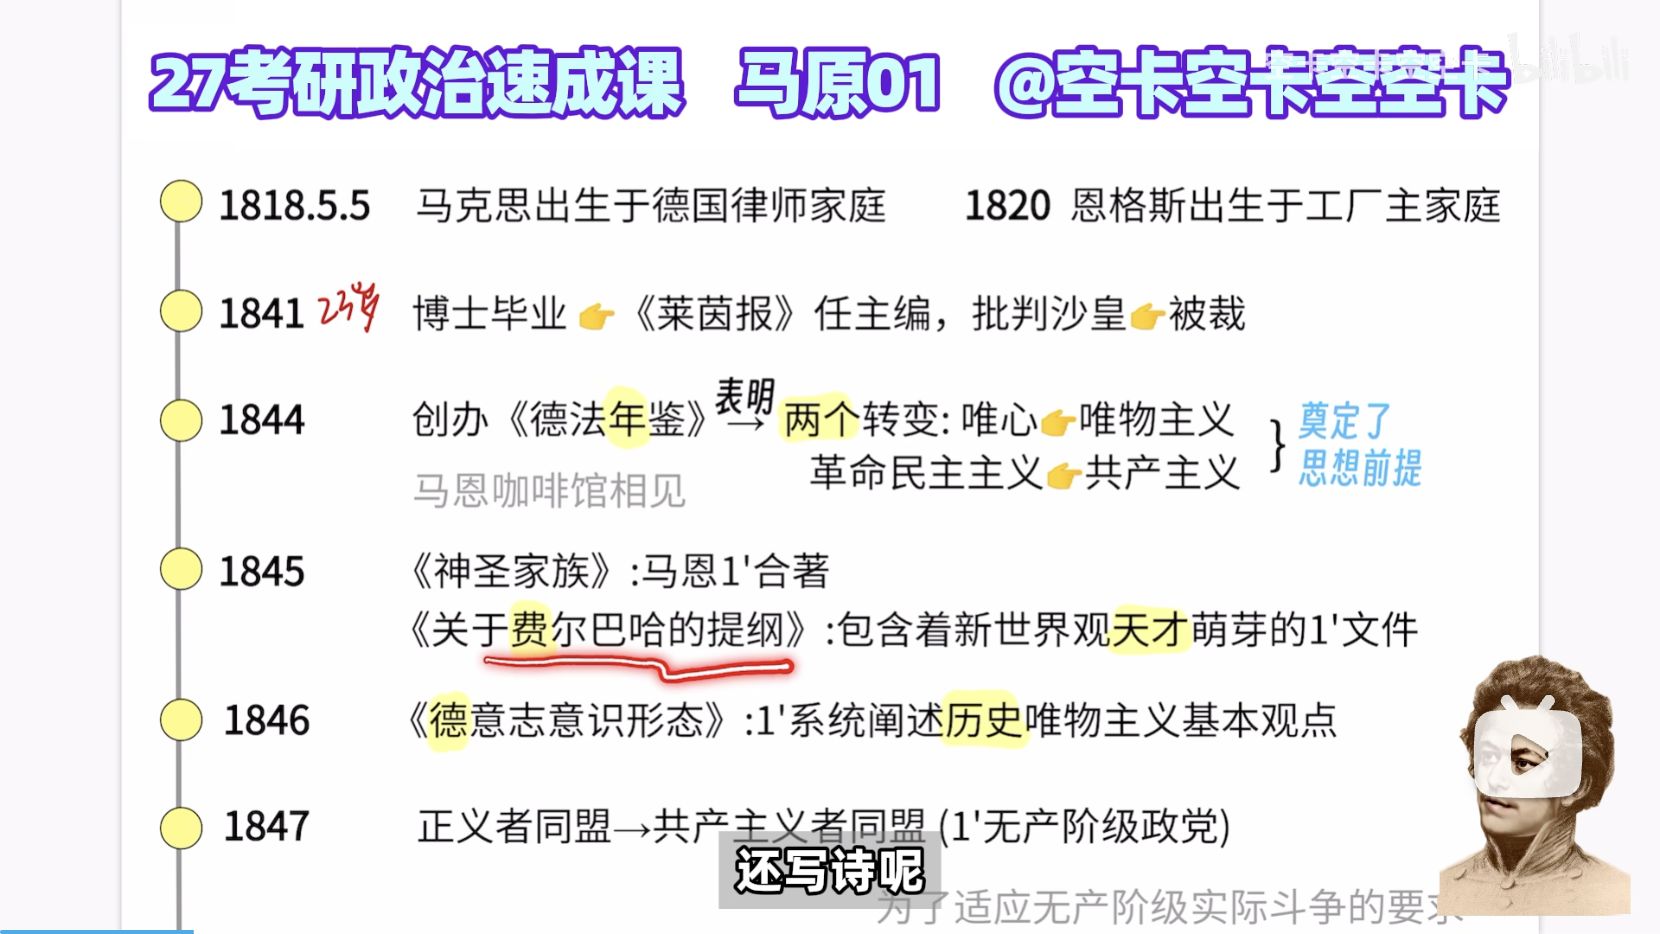 27考研政治速成课 马原01 @空卡空卡空空卡
bilibili
1818.5.5 马克思出生于德国律师家庭 1820 恩格斯出生于工厂主家庭
1841 23岁 博士毕业👉《莱茵报》任主编，批判沙皇👉被裁
表明
1844 创办《德法年鉴》→ 两个转变: 唯心👉唯物主义
革命民主主义👉共产主义
} 奠定了
思想前提
马恩咖啡馆相见
1845 《神圣家族》:马恩1'合著
《关于费尔巴哈的提纲》:包含着新世界观天才萌芽的1'文件
1846 《德意志意识形态》:1'系统阐述历史唯物主义基本观点
1847 正义者同盟→共产主义者同盟 (1'无产阶级政党)
还写诗呢
为了适应无产阶级实际斗争的要求